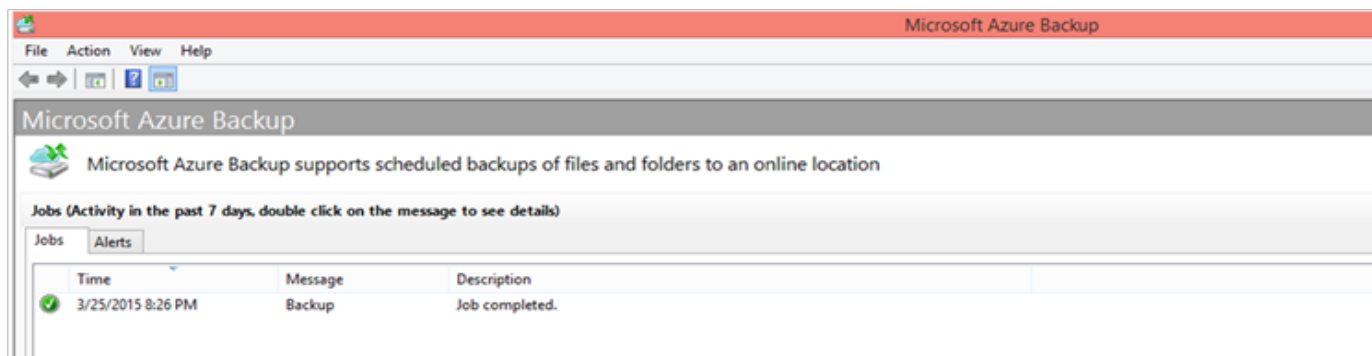 Microsoft Azure Backup
File Action View Help
?
Microsoft Azure Backup
Microsoft Azure Backup supports scheduled backups of files and folders to an online location
Jobs (Activity in the past 7 days, double click on the message to see details)
Jobs Alerts
Time Message Description
3/25/2015 8:26 PM Backup Job completed.